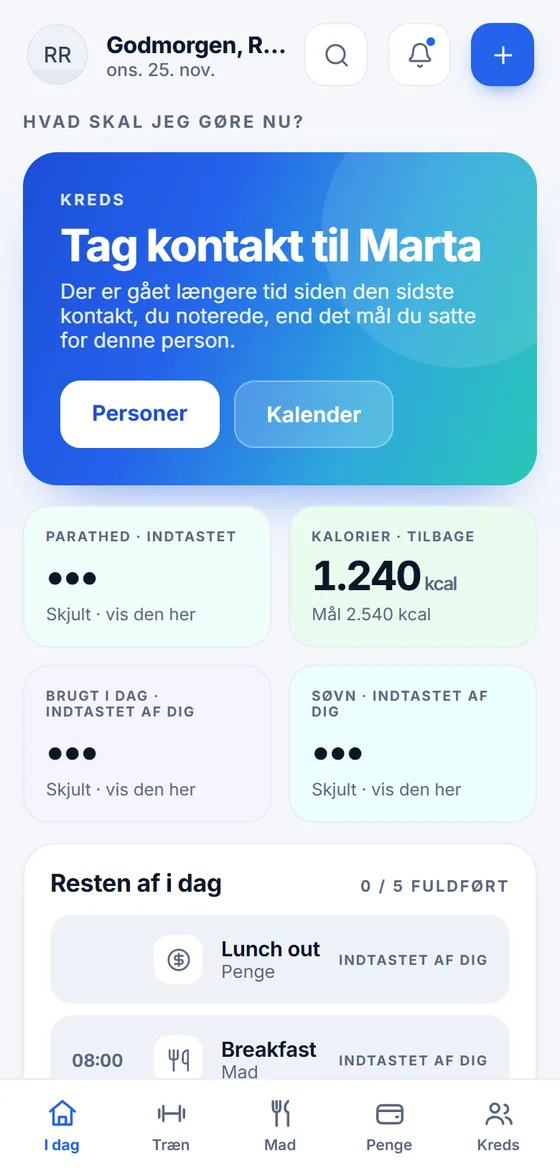 RR
Godmorgen, R...
ons. 25. nov.
HVAD SKAL JEG GØRE NU?
KREDS
Tag kontakt til Marta
Der er gået længere tid siden den sidste
kontakt, du noterede, end det mål du satte
for denne person.
Personer
Kalender
PARATHED · INDTASTET
•••
Skjult · vis den her
KALORIER · TILBAGE
1.240 kcal
Mål 2.540 kcal
BRUGT I DAG ·
INDTASTET AF DIG
•••
Skjult · vis den her
SØVN · INDTASTET AF
DIG
•••
Skjult · vis den her
Resten af i dag
0 / 5 FULDFØRT
Lunch out
Penge
INDTASTET AF DIG
08:00
Breakfast
Mad
INDTASTET AF DIG
I dag
Træn
Mad
Penge
Kreds